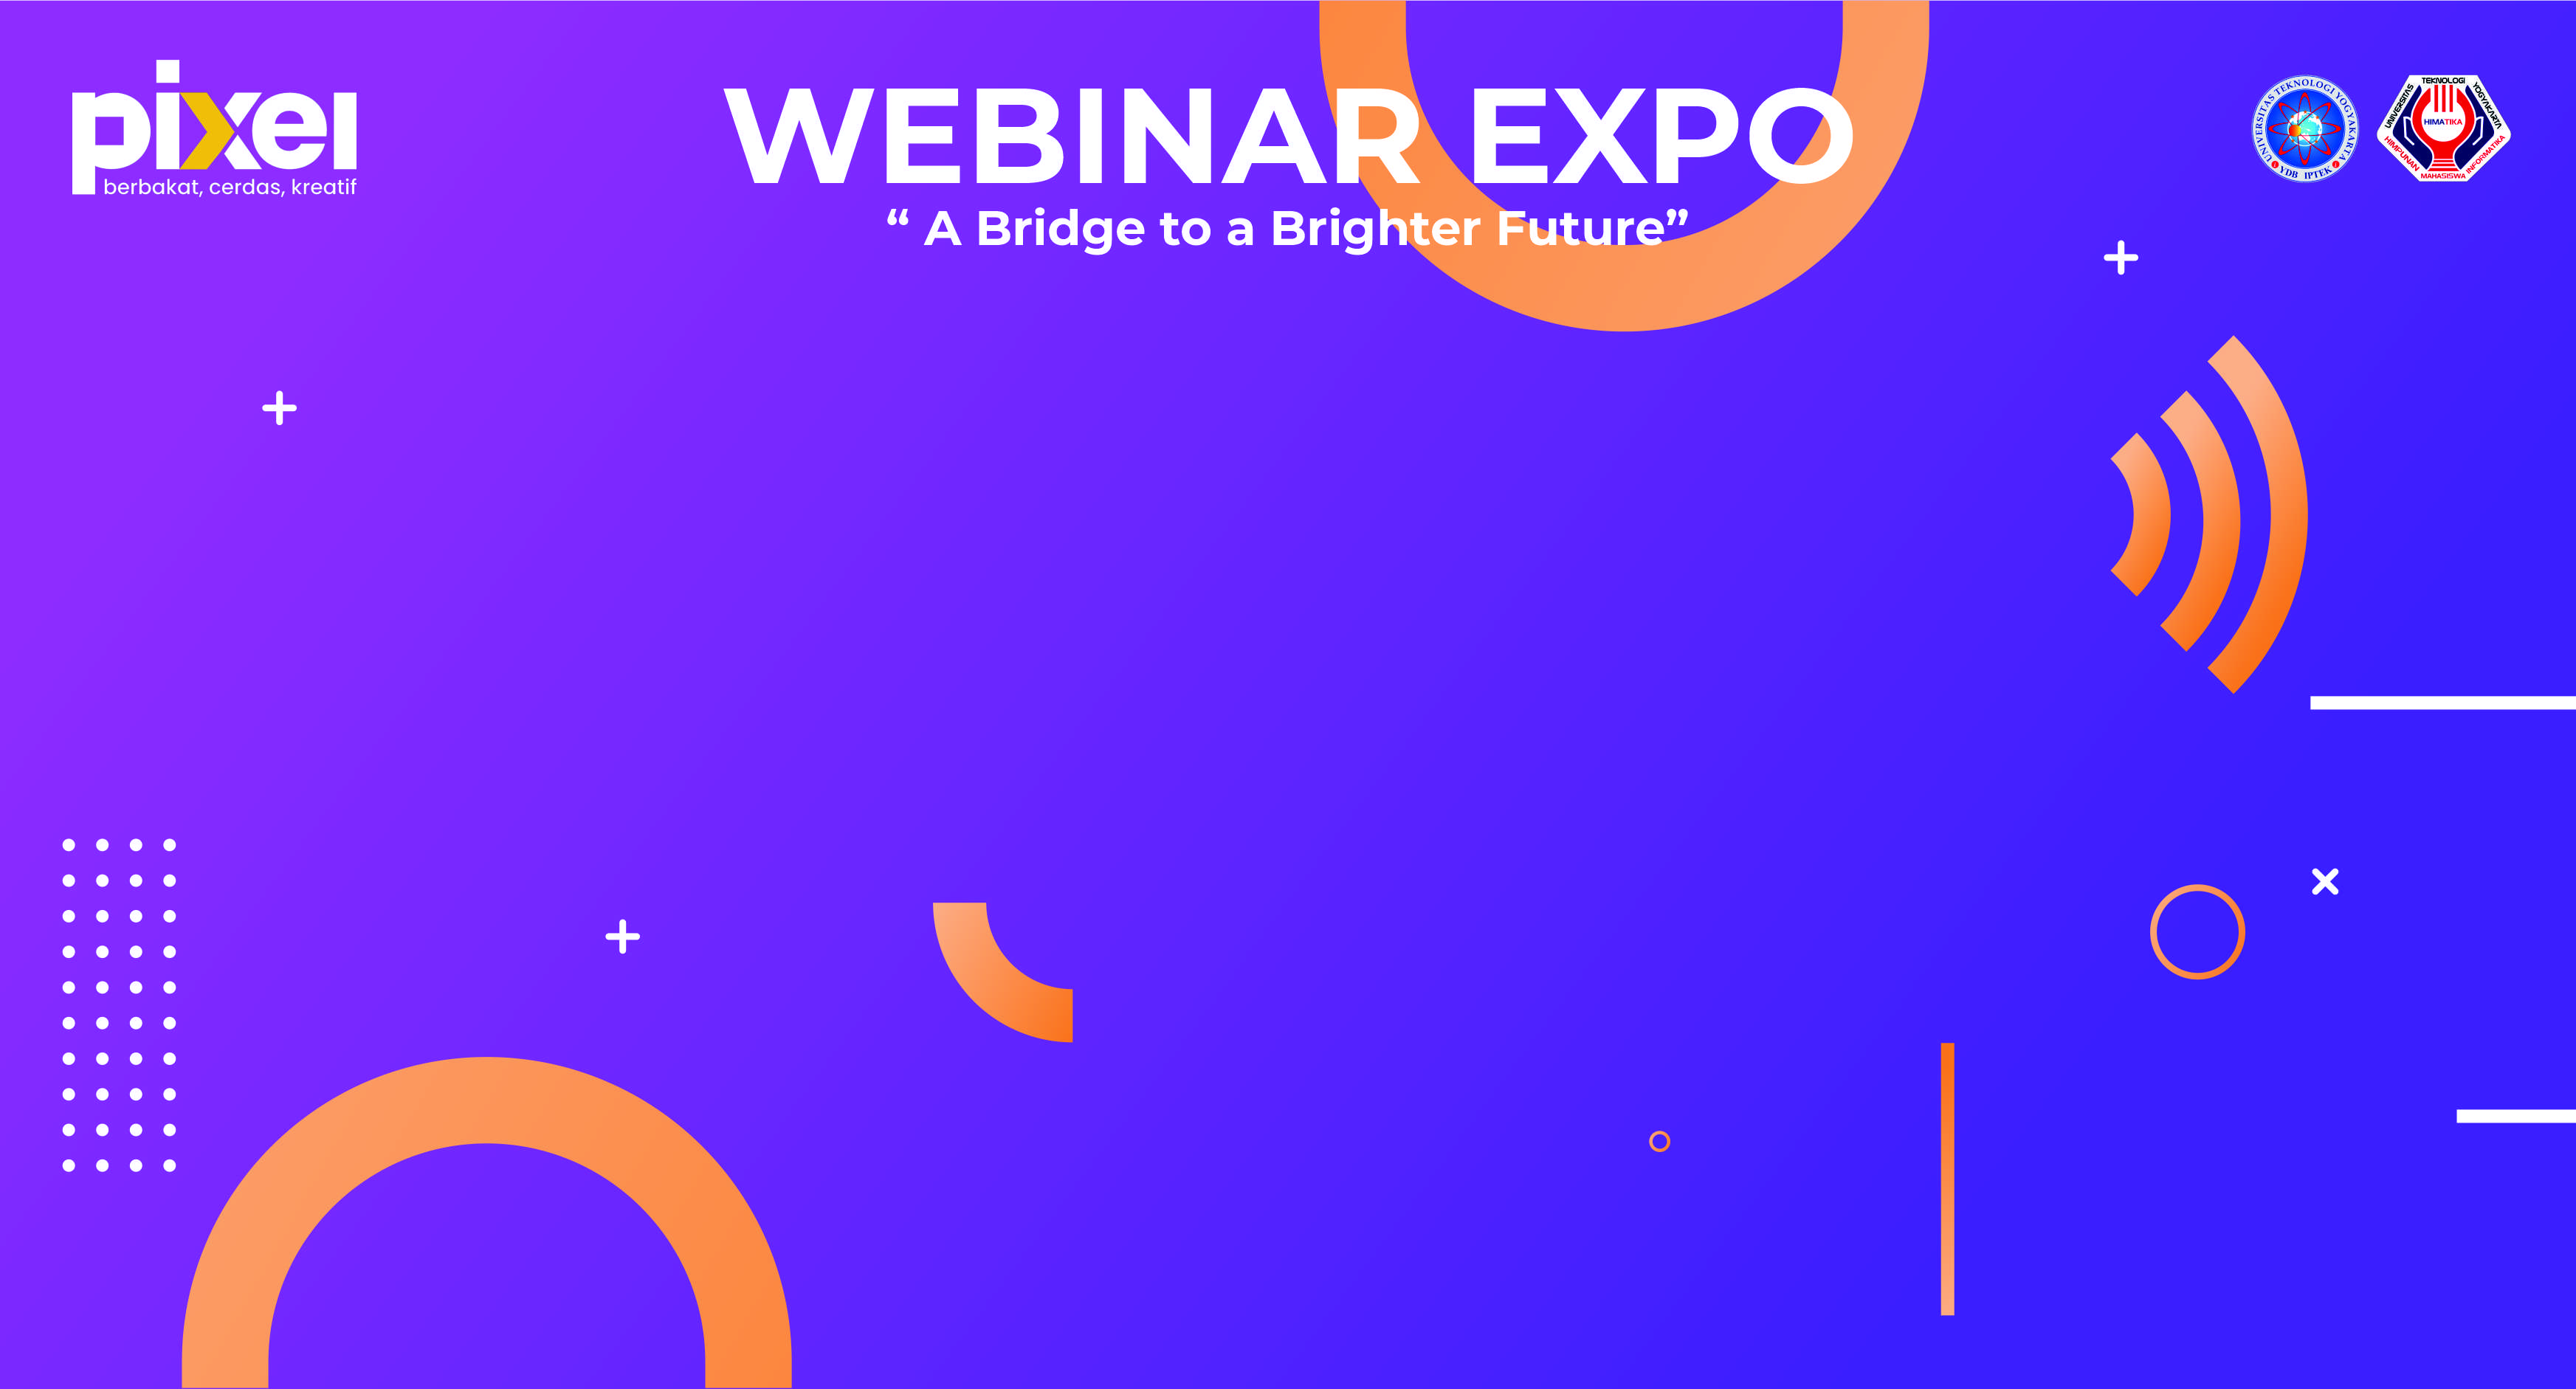 pixel
berbakat, cerdas, kreatif
WEBINAR EXPO
“ A Bridge to a Brighter Future”
UNIVERSITAS TEKNOLOGI YOGYAKARTA
YDB IPTEK
UNIVERSITAS TEKNOLOGI YOGYAKARTA
HIMATIKA
HIMPUNAN MAHASISWA INFORMATIKA